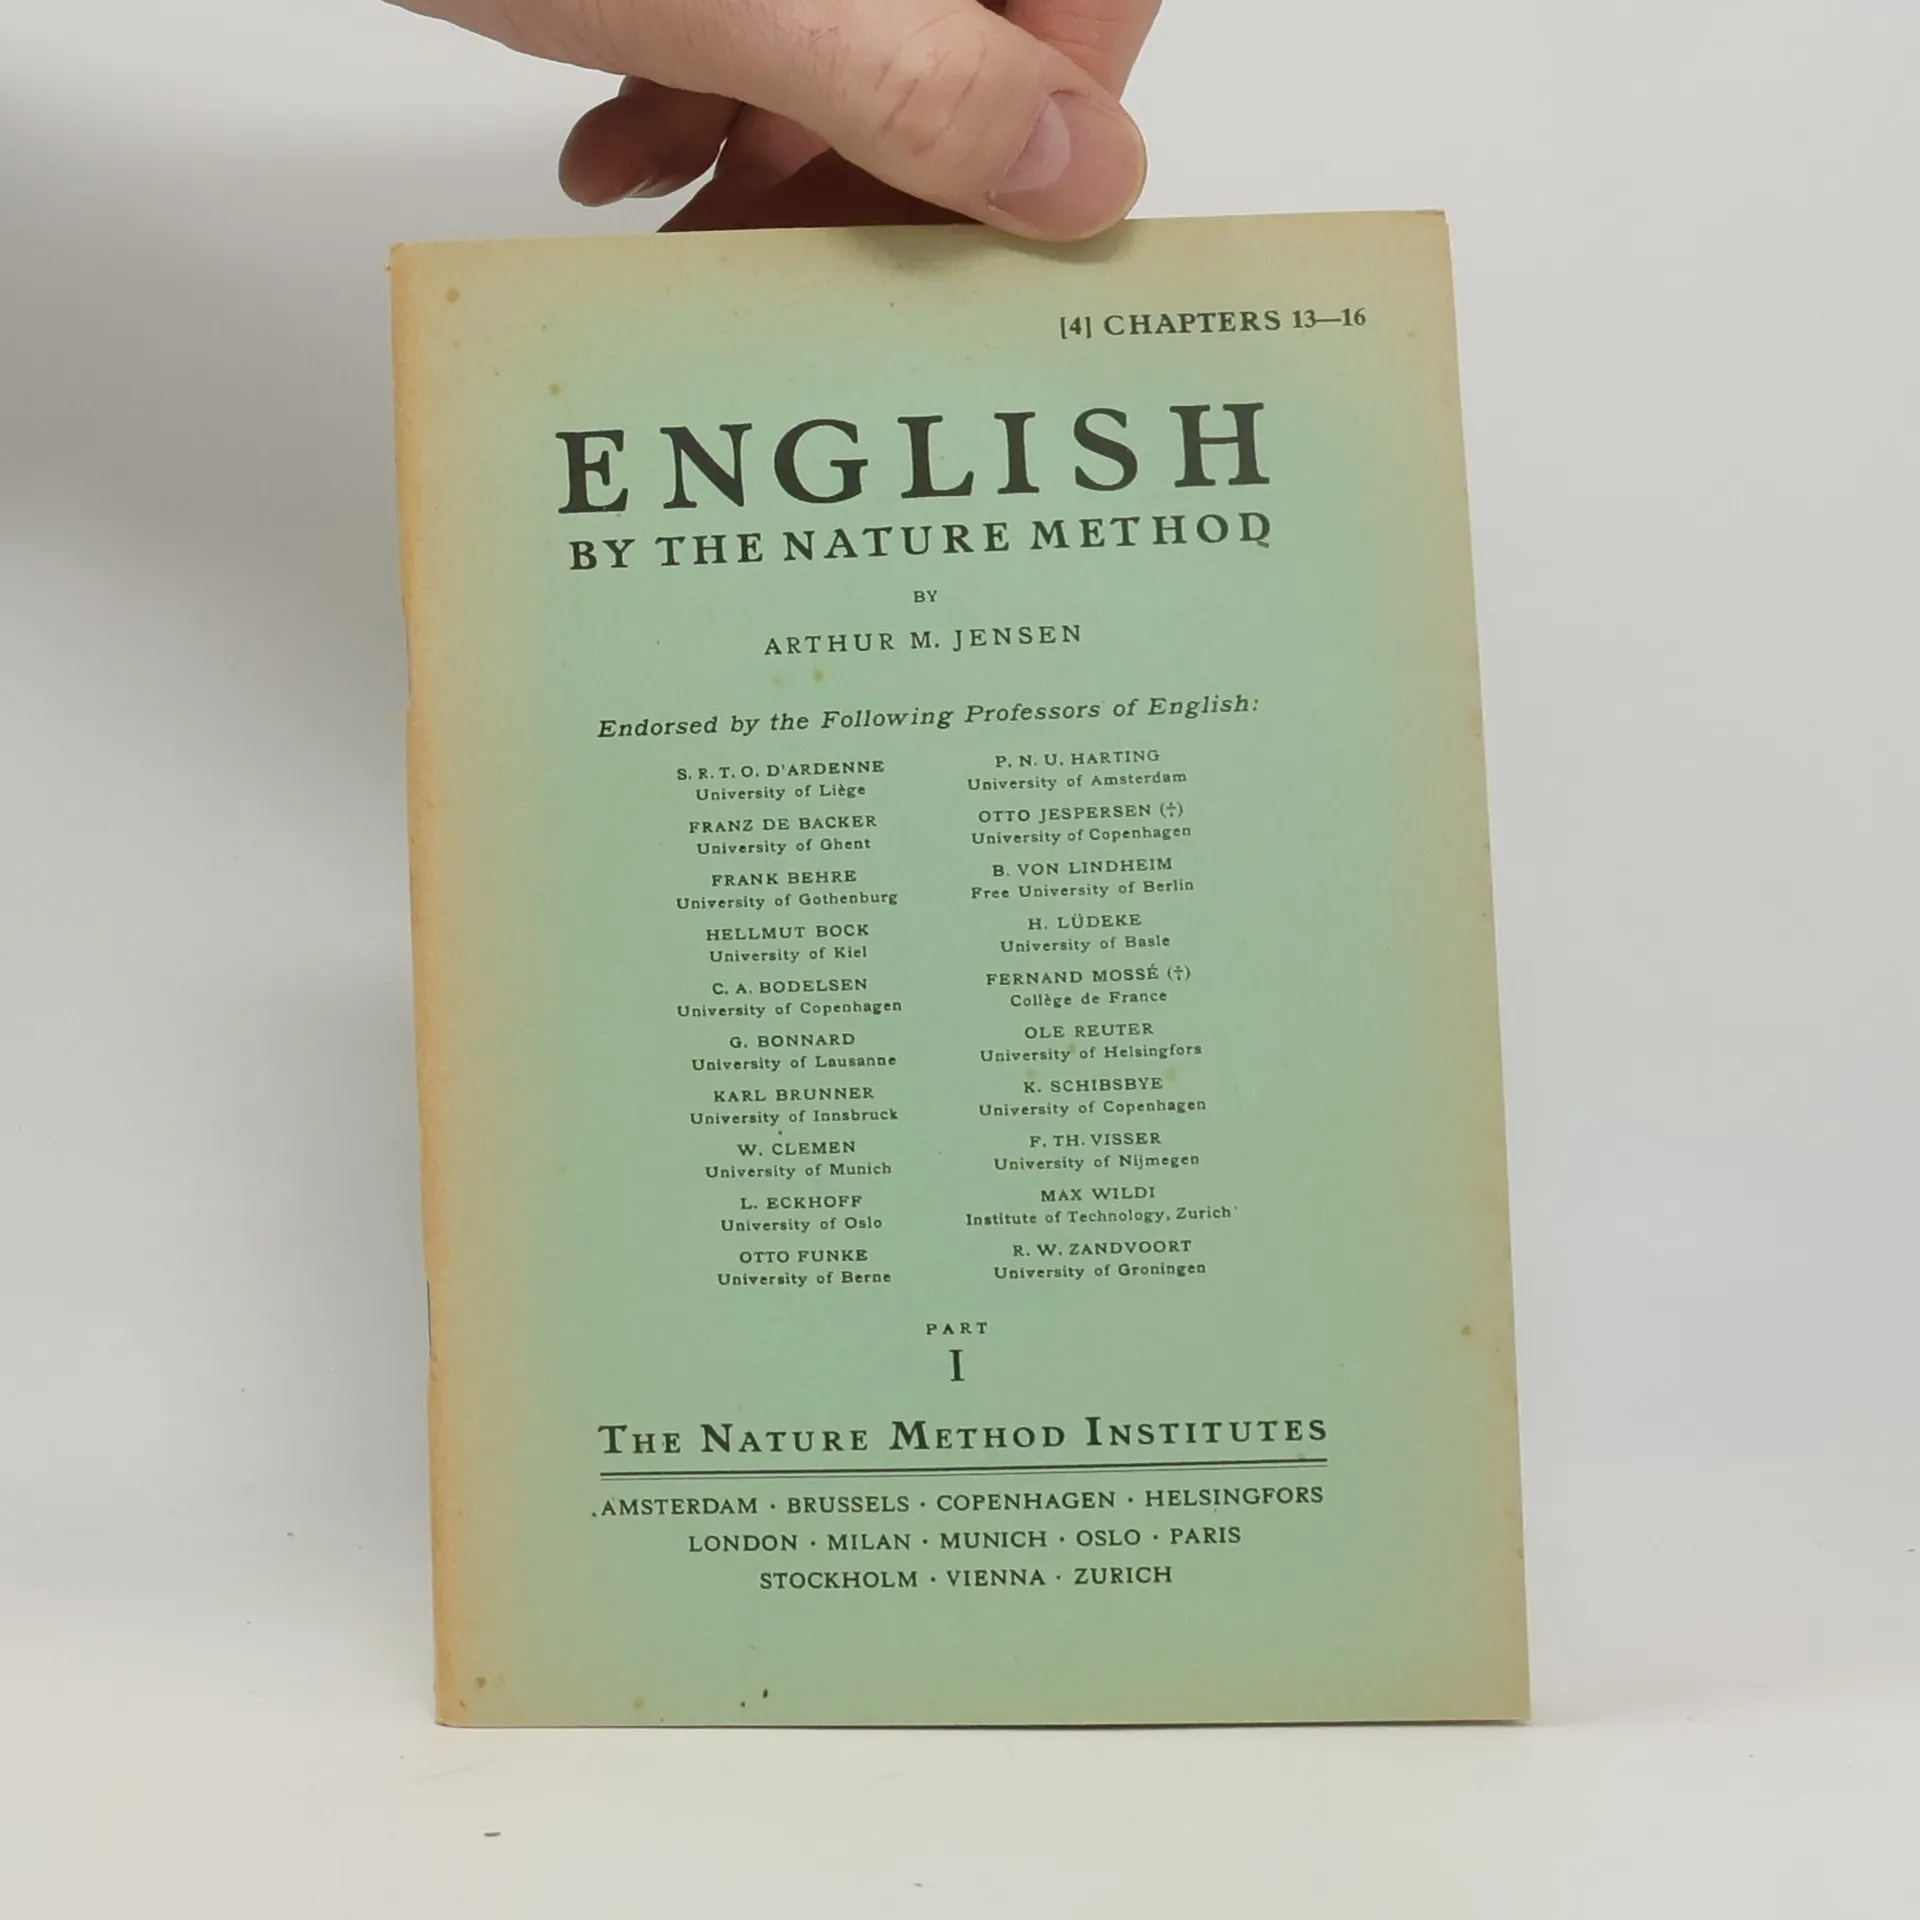 [4] CHAPTERS 13—16
ENGLISH
BY THE NATURE METHOD
BY
ARTHUR M. JENSEN
Endorsed by the Following Professors of English:
S. R. T. O. D'ARDENNE
University of Liège
FRANZ DE BACKER
University of Ghent
FRANK BEHRE
University of Gothenburg
HELLMUT BOCK
University of Kiel
C. A. BODELSEN
University of Copenhagen
G. BONNARD
University of Lausanne
KARL BRUNNER
University of Innsbruck
W. CLEMEN
University of Munich
L. ECKHOFF
University of Oslo
OTTO FUNKE
University of Berne
P. N. U. HARTING
University of Amsterdam
OTTO JESPERSEN (‡)
University of Copenhagen
B. VON LINDHEIM
Free University of Berlin
H. LÜDEKE
University of Basle
FERNAND MOSSÉ (‡)
Collège de France
OLE REUTER
University of Helsingfors
K. SCHIBSBYE
University of Copenhagen
F. TH. VISSER
University of Nijmegen
MAX WILDI
Institute of Technology, Zurich
R. W. ZANDVOORT
University of Groningen
PART
I
THE NATURE METHOD INSTITUTES
AMSTERDAM · BRUSSELS · COPENHAGEN · HELSINGFORS
LONDON · MILAN · MUNICH · OSLO · PARIS
STOCKHOLM · VIENNA · ZURICH